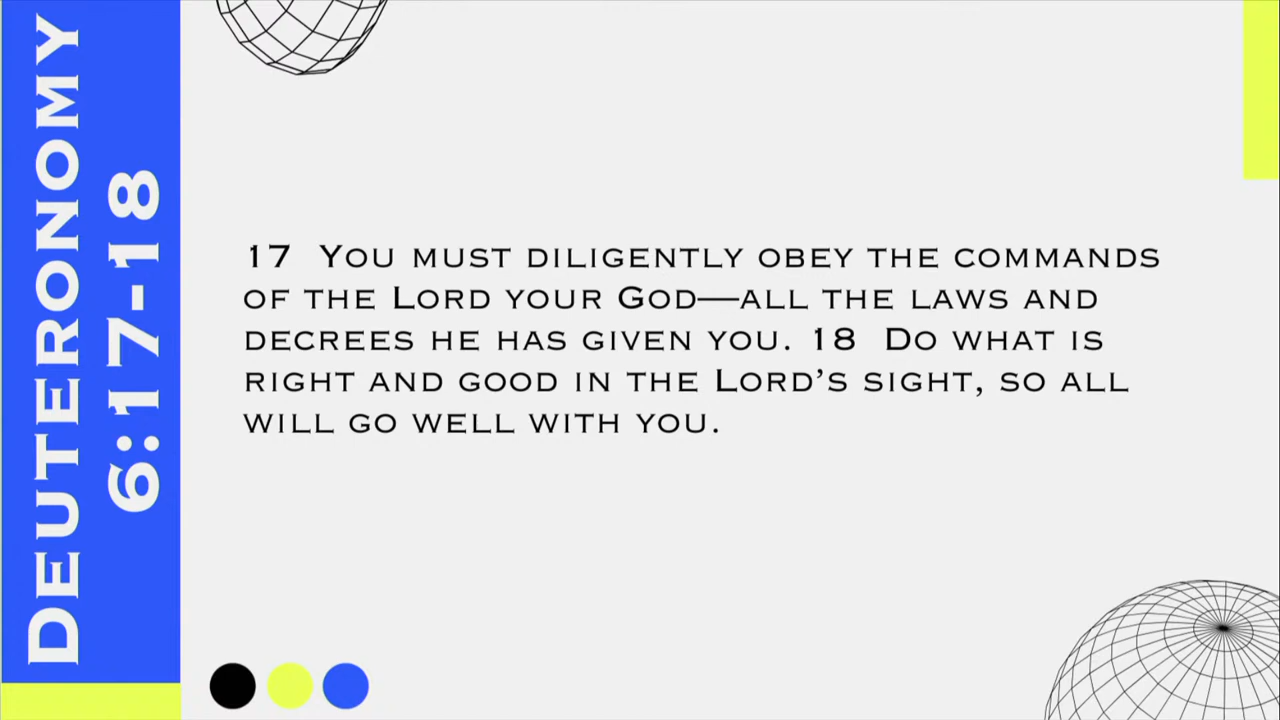 DEUTERONOMY
6:17-18
17 YOU MUST DILIGENTLY OBEY THE COMMANDS
OF THE LORD YOUR GOD—ALL THE LAWS AND
DECREES HE HAS GIVEN YOU. 18 DO WHAT IS
RIGHT AND GOOD IN THE LORD’S SIGHT, SO ALL
WILL GO WELL WITH YOU.